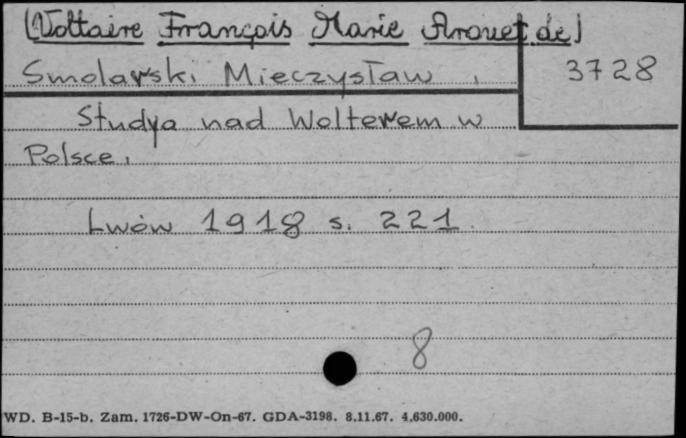 (Voltaire François Marie Arouet de)
Smolarski Mieczysław.
3728
Studya nad Wolterem w
Polsce.
Lwów 1918 s. 221.
8
WD. B-15-b. Zam. 1726-DW-On-67. GDA-3198. 8.11.67. 4.630.000.